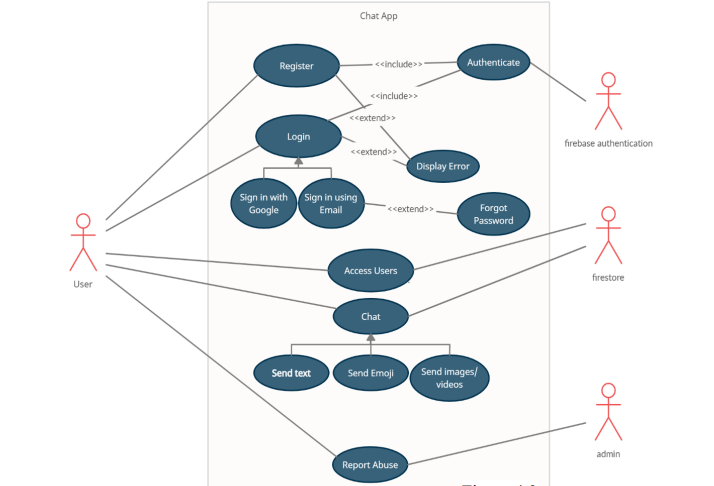 Chat App
Register
<<include>>
Authenticate
<<include>>
<<extend>>
Login
<<extend>>
Display Error
firebase authentication
Sign in with
Google
Sign in using
Email
<<extend>>
Forgot
Password
User
Access Users
firestore
Chat
Send text
Send Emoji
Send images/
videos
Report Abuse
admin